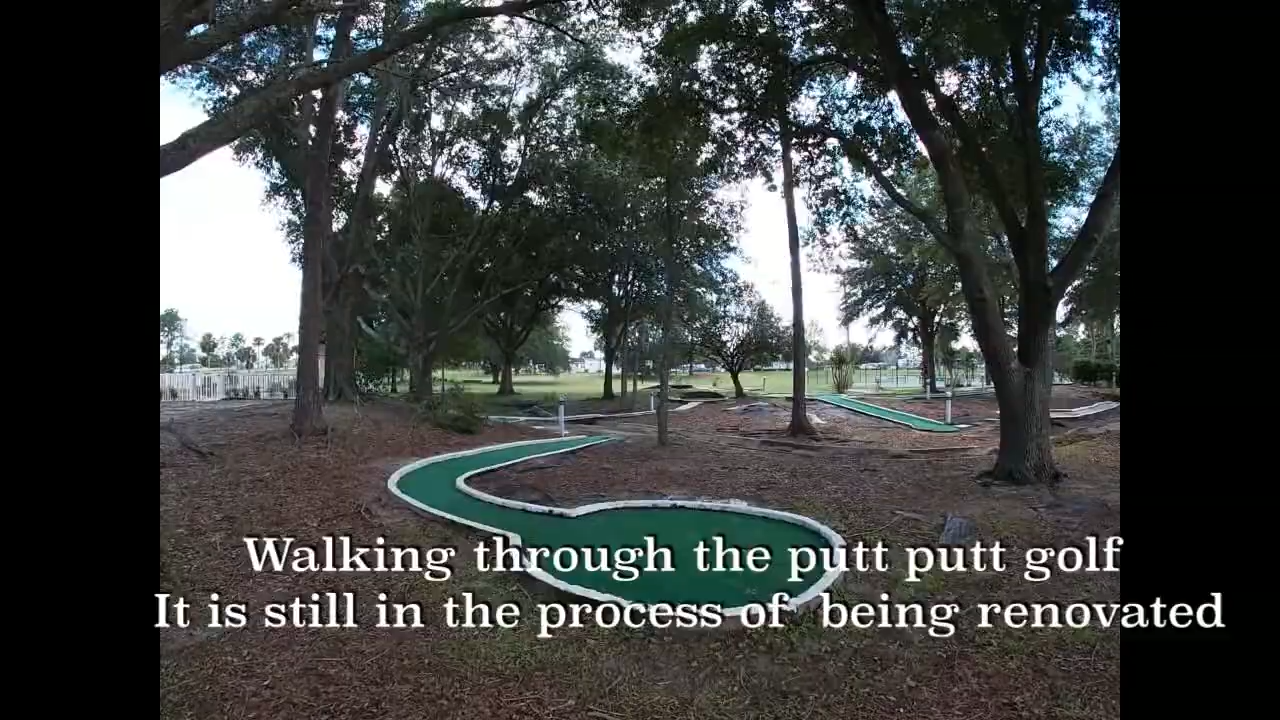 Walking through the putt putt golf
It is still in the process of being renovated